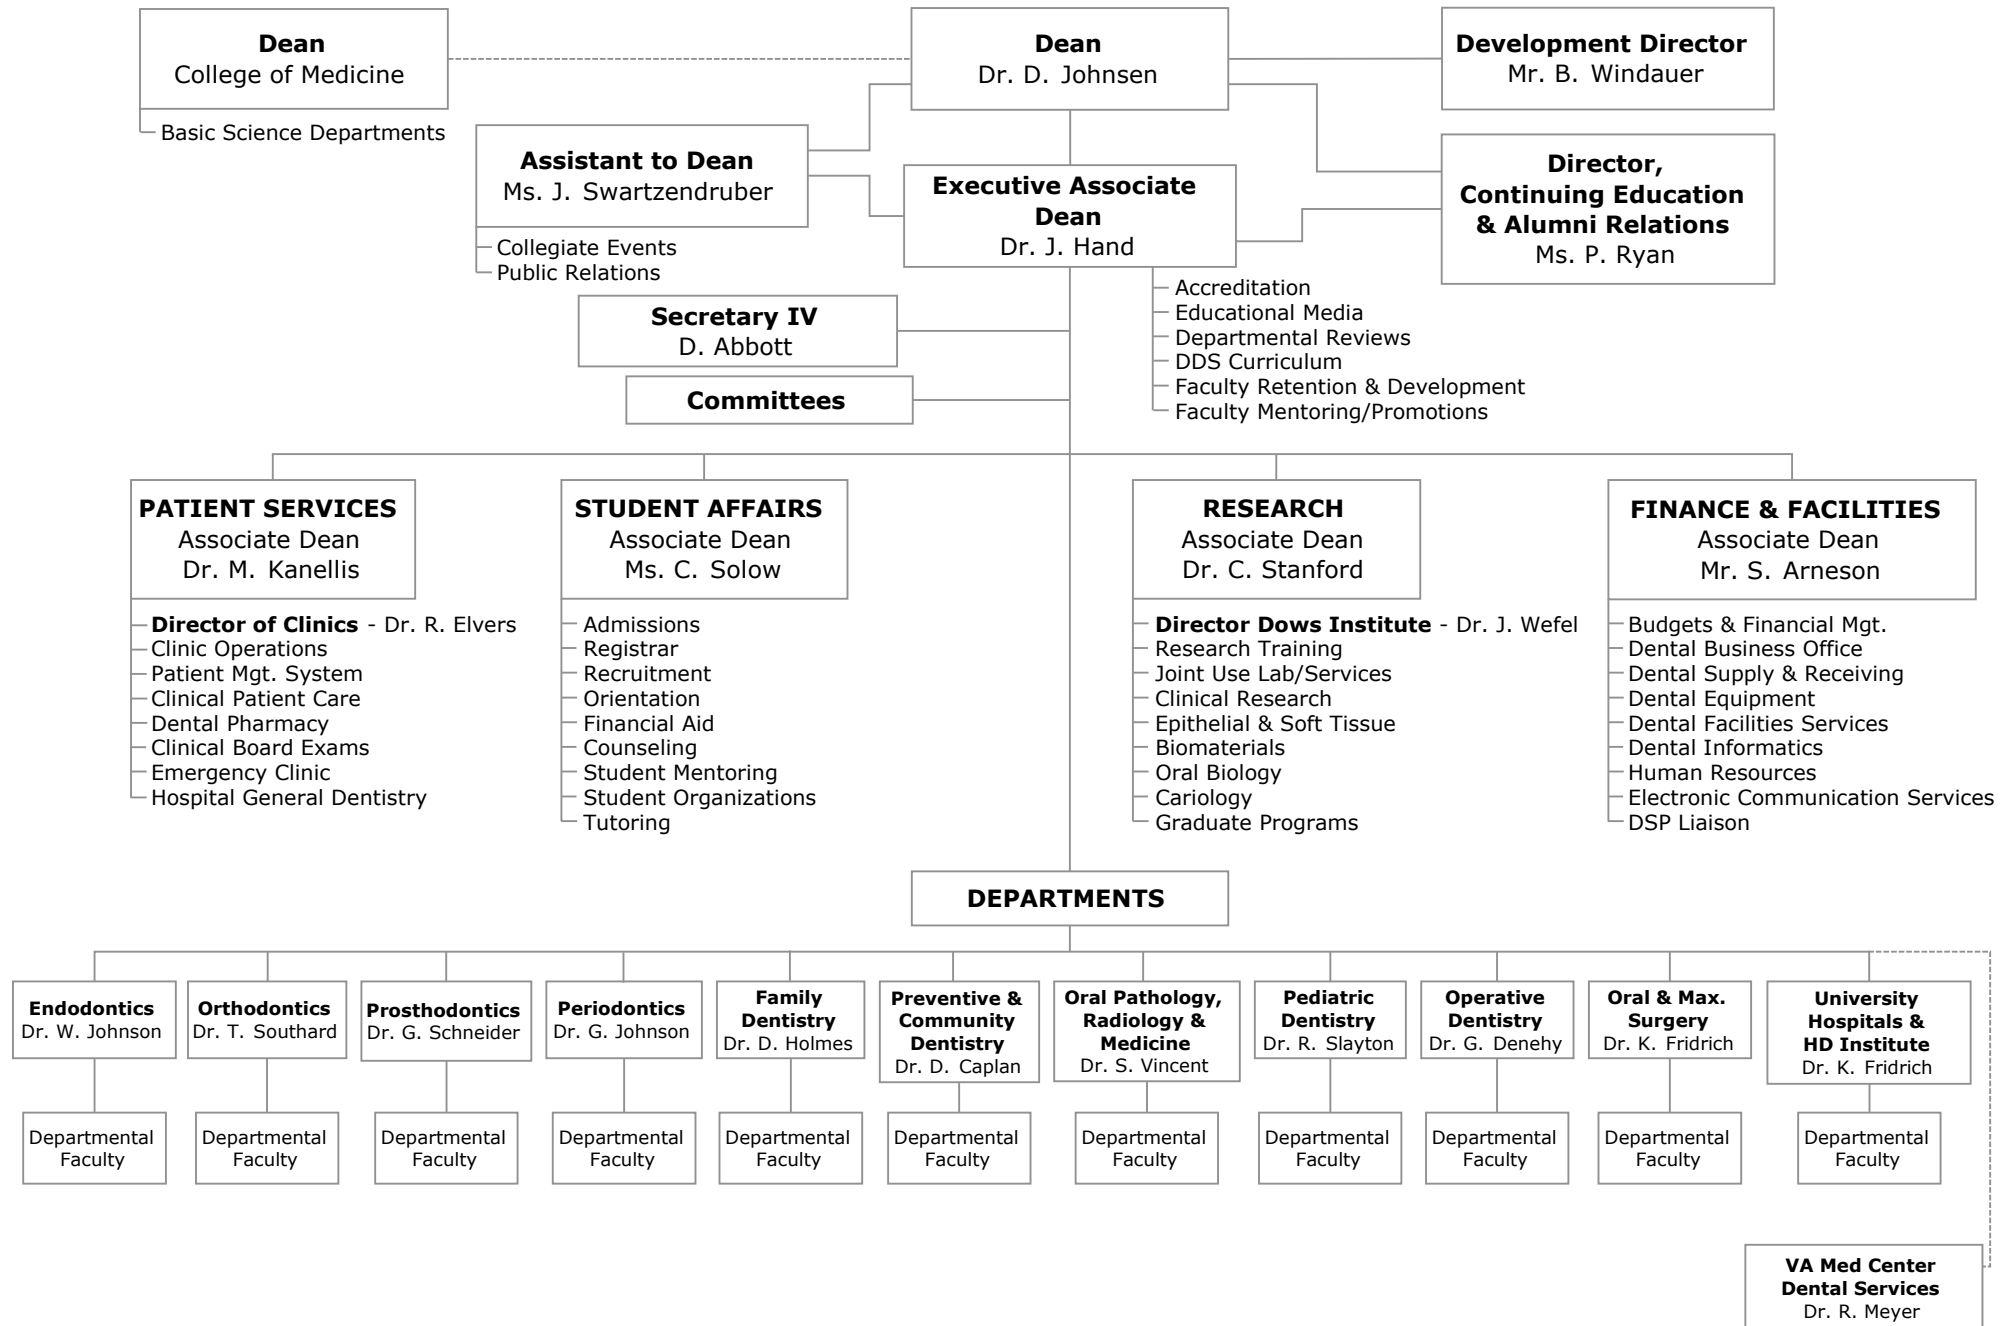 Dean
College of Medicine
Basic Science Departments
Dean
Dr. D. Johnsen
Development Director
Mr. B. Windauer
Assistant to Dean
Ms. J. Swartzendruber
Collegiate Events
Public Relations
Executive Associate
Dean
Dr. J. Hand
Director,
Continuing Education
& Alumni Relations
Ms. P. Ryan
Accreditation
Educational Media
Departmental Reviews
DDS Curriculum
Faculty Retention & Development
Faculty Mentoring/Promotions
Secretary IV
D. Abbott
Committees
PATIENT SERVICES
Associate Dean
Dr. M. Kanellis
Director of Clinics - Dr. R. Elvers
Clinic Operations
Patient Mgt. System
Clinical Patient Care
Dental Pharmacy
Clinical Board Exams
Emergency Clinic
Hospital General Dentistry
STUDENT AFFAIRS
Associate Dean
Ms. C. Solow
Admissions
Registrar
Recruitment
Orientation
Financial Aid
Counseling
Student Mentoring
Student Organizations
Tutoring
RESEARCH
Associate Dean
Dr. C. Stanford
Director Dows Institute - Dr. J. Wefel
Research Training
Joint Use Lab/Services
Clinical Research
Epithelial & Soft Tissue
Biomaterials
Oral Biology
Cariology
Graduate Programs
FINANCE & FACILITIES
Associate Dean
Mr. S. Arneson
Budgets & Financial Mgt.
Dental Business Office
Dental Supply & Receiving
Dental Equipment
Dental Facilities Services
Dental Informatics
Human Resources
Electronic Communication Services
DSP Liaison
DEPARTMENTS
Endodontics
Dr. W. Johnson
Orthodontics
Dr. T. Southard
Prosthodontics
Dr. G. Schneider
Periodontics
Dr. G. Johnson
Family
Dentistry
Dr. D. Holmes
Preventive &
Community
Dentistry
Dr. D. Caplan
Oral Pathology,
Radiology &
Medicine
Dr. S. Vincent
Pediatric
Dentistry
Dr. R. Slayton
Operative
Dentistry
Dr. G. Denehy
Oral & Max.
Surgery
Dr. K. Fridrich
University
Hospitals &
HD Institute
Dr. K. Fridrich
Departmental
Faculty
Departmental
Faculty
Departmental
Faculty
Departmental
Faculty
Departmental
Faculty
Departmental
Faculty
Departmental
Faculty
Departmental
Faculty
Departmental
Faculty
Departmental
Faculty
Departmental
Faculty
VA Med Center
Dental Services
Dr. R. Meyer